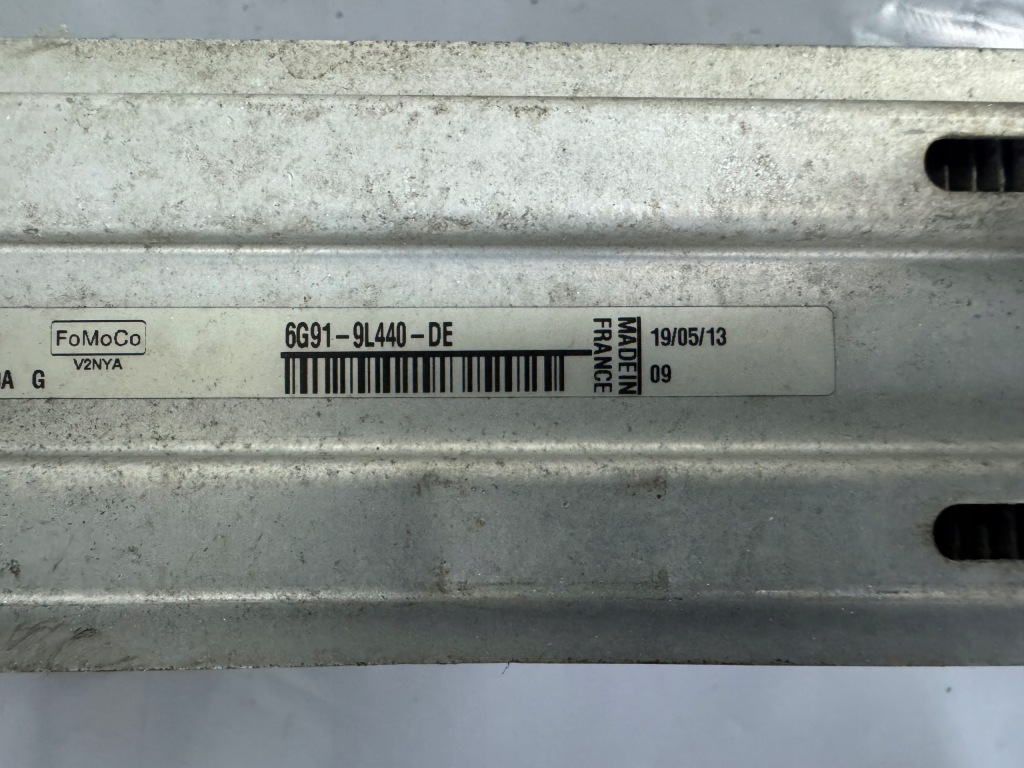 FoMoCo
V2NYA
G
6G91-9L440-DE
MADE IN
FRANCE
19/05/13
09